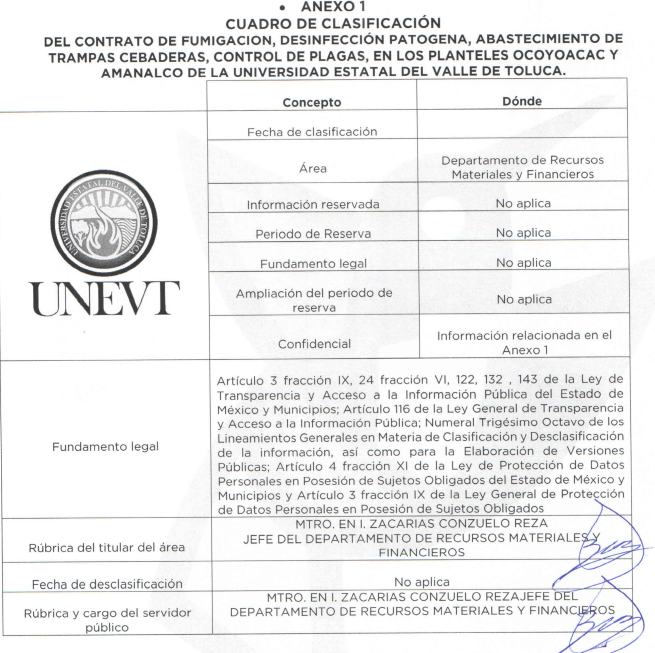 • ANEXO 1
CUADRO DE CLASIFICACIÓN
DEL CONTRATO DE FUMIGACION, DESINFECCIÓN PATOGENA, ABASTECIMIENTO DE
TRAMPAS CEBADERAS, CONTROL DE PLAGAS, EN LOS PLANTELES OCOYOACAC Y
AMANALCO DE LA UNIVERSIDAD ESTATAL DEL VALLE DE TOLUCA.
Concepto Dónde
Fecha de clasificación
Área Departamento de Recursos
Materiales y Financieros
Información reservada No aplica
Periodo de Reserva No aplica
Fundamento legal No aplica
Ampliación del periodo de
reserva No aplica
Confidencial Información relacionada en el
Anexo 1
UNIVERSIDAD ESTATAL DEL VALLE DE TOLUCA
UNEVT
Fundamento legal
Artículo 3 fracción IX, 24 fracción VI, 122, 132 , 143 de la Ley de
Transparencia y Acceso a la Información Pública del Estado de
México y Municipios; Artículo 116 de la Ley General de Transparencia
y Acceso a la Información Pública; Numeral Trigésimo Octavo de los
Lineamientos Generales en Materia de Clasificación y Desclasificación
de la información, así como para la Elaboración de Versiones
Públicas; Artículo 4 fracción XI de la Ley de Protección de Datos
Personales en Posesión de Sujetos Obligados del Estado de México y
Municipios y Artículo 3 fracción IX de la Ley General de Protección
de Datos Personales en Posesión de Sujetos Obligados
Rúbrica del titular del área
MTRO. EN I. ZACARIAS CONZUELO REZA
JEFE DEL DEPARTAMENTO DE RECURSOS MATERIALES Y
FINANCIEROS
Fecha de desclasificación No aplica
Rúbrica y cargo del servidor
público
MTRO. EN I. ZACARIAS CONZUELO REZAJEFE DEL
DEPARTAMENTO DE RECURSOS MATERIALES Y FINANCIEROS